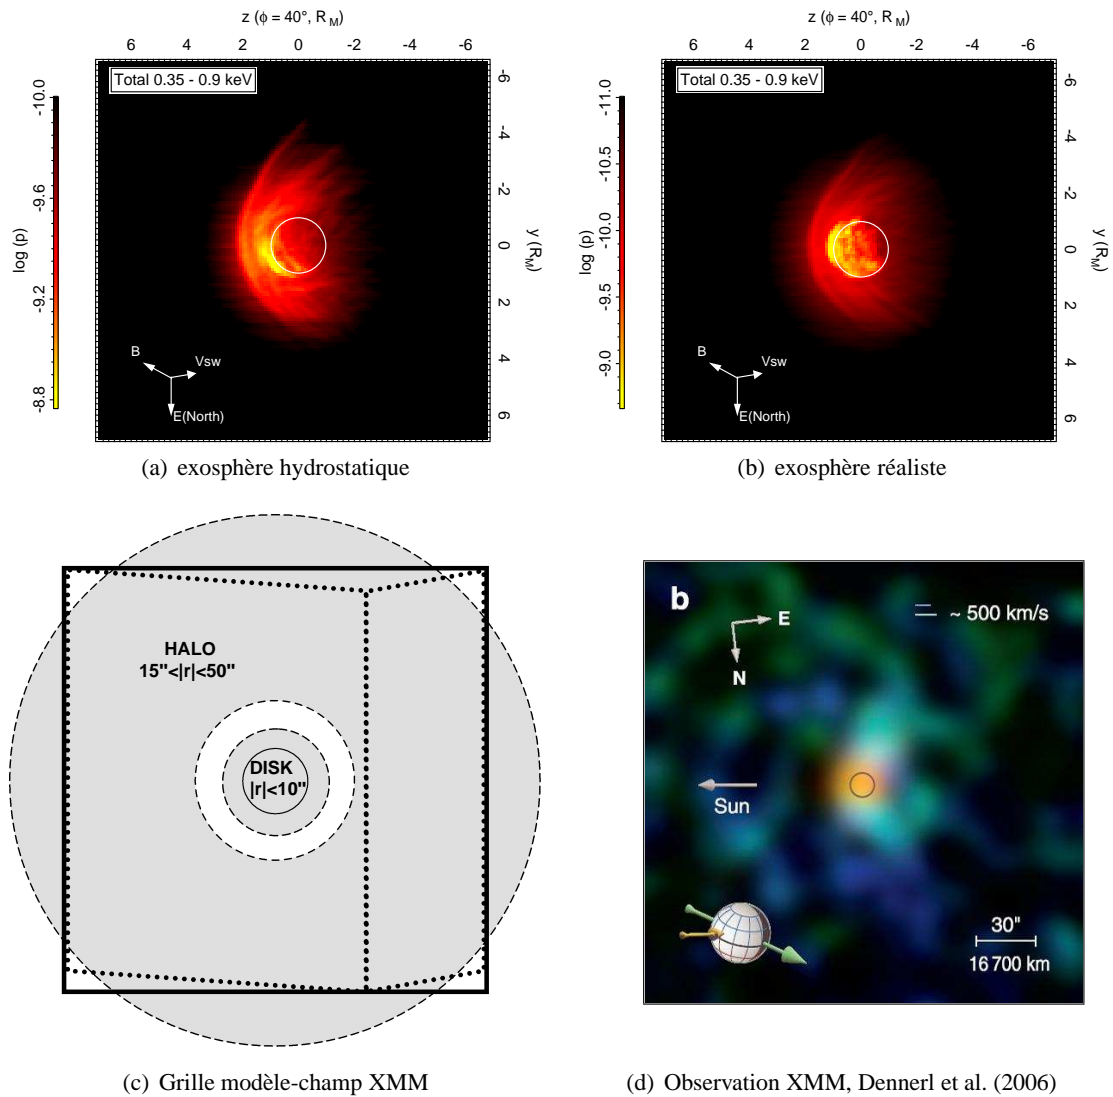 z (ϕ = 40°, R M)
6 4 2 0 -2 -4 -6
Total 0.35 - 0.9 keV
-10.0
-9.6
-9.2
-8.8
log (p)
-6
-4
-2
0
2
4
6
y (RM)
B
Vsw
E(North)
(a) exosphère hydrostatique
z (ϕ = 40°, R M)
6 4 2 0 -2 -4 -6
Total 0.35 - 0.9 keV
-11.0
-10.5
-10.0
-9.5
-9.0
log (p)
-6
-4
-2
0
2
4
6
y (RM)
B
Vsw
E(North)
(b) exosphère réaliste
HALO
15"<|r|<50"
DISK
|r|<10"
(c) Grille modèle-champ XMM
b
E
N
~ 500 km/s
Sun
30"
16 700 km
(d) Observation XMM, Dennerl et al. (2006)